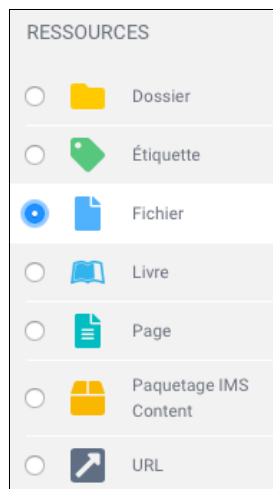 RESSOURCES
Dossier
Étiquette
Fichier
Livre
Page
Paquetage IMS
Content
URL